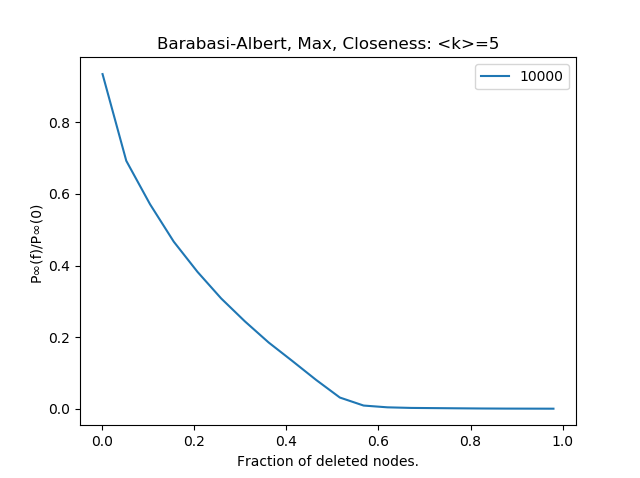 Barabasi-Albert, Max, Closeness: <k>=5
10000
P∞(f)/P∞(0)
0.8
0.6
0.4
0.2
0.0
0.0 0.2 0.4 0.6 0.8 1.0
Fraction of deleted nodes.